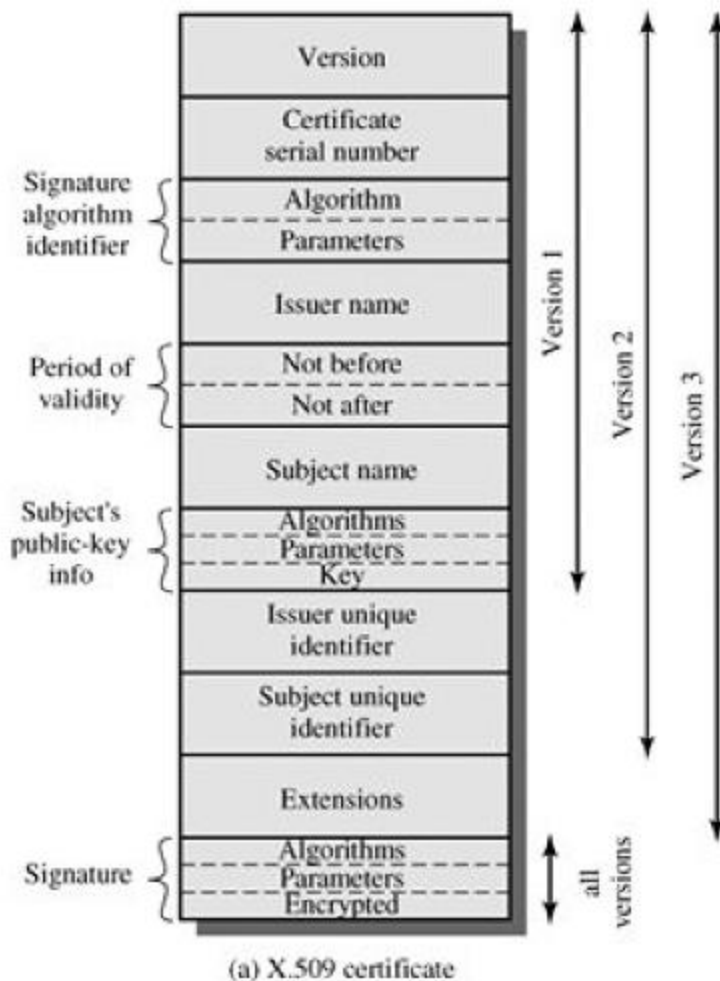 Version
Certificate
serial number
Signature
algorithm
identifier
Algorithm
Parameters
Issuer name
Period of
validity
Not before
Not after
Subject name
Subject's
public-key
info
Algorithms
Parameters
Key
Issuer unique
identifier
Subject unique
identifier
Extensions
Signature
Algorithms
Parameters
Encrypted
Version 1
Version 2
Version 3
all
versions
(a) X.509 certificate